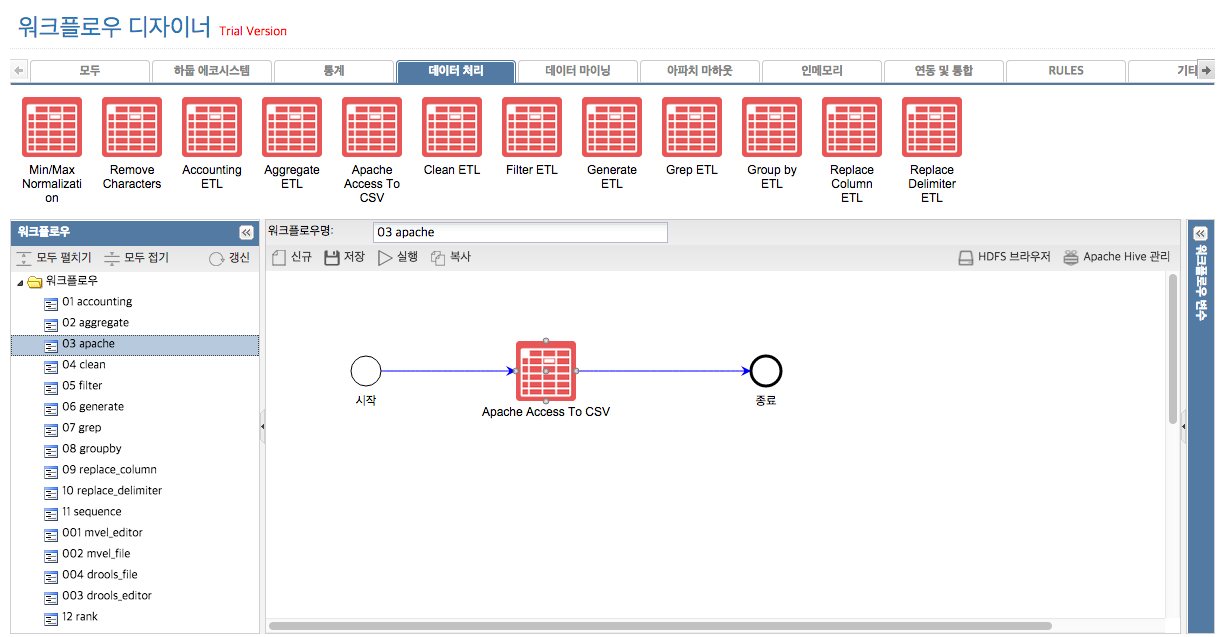 워크플로우 디자이너 Trial Version
모두 하둡 에코시스템 통계 데이터 처리 데이터 마이닝 아파치 마하웃 인메모리 연동 및 통합 RULES 기타
Min/Max Remove Accounting Aggregate Apache Clean ETL Filter ETL Generate Grep ETL Group by Replace Replace
Normalizati Characters ETL ETL Access To ETL ETL Column Delimiter
on CSV ETL ETL
워크플로우
모두 펼치기 모두 접기 갱신
워크플로우
01 accounting
02 aggregate
03 apache
04 clean
05 filter
06 generate
07 grep
08 groupby
09 replace_column
10 replace_delimiter
11 sequence
001 mvel_editor
002 mvel_file
004 drools_file
003 drools_editor
12 rank
워크플로우명: 03 apache
신규 저장 실행 복사 HDFS 브라우저 Apache Hive 관리
시작
Apache Access To CSV
종료
워크플로우 변수